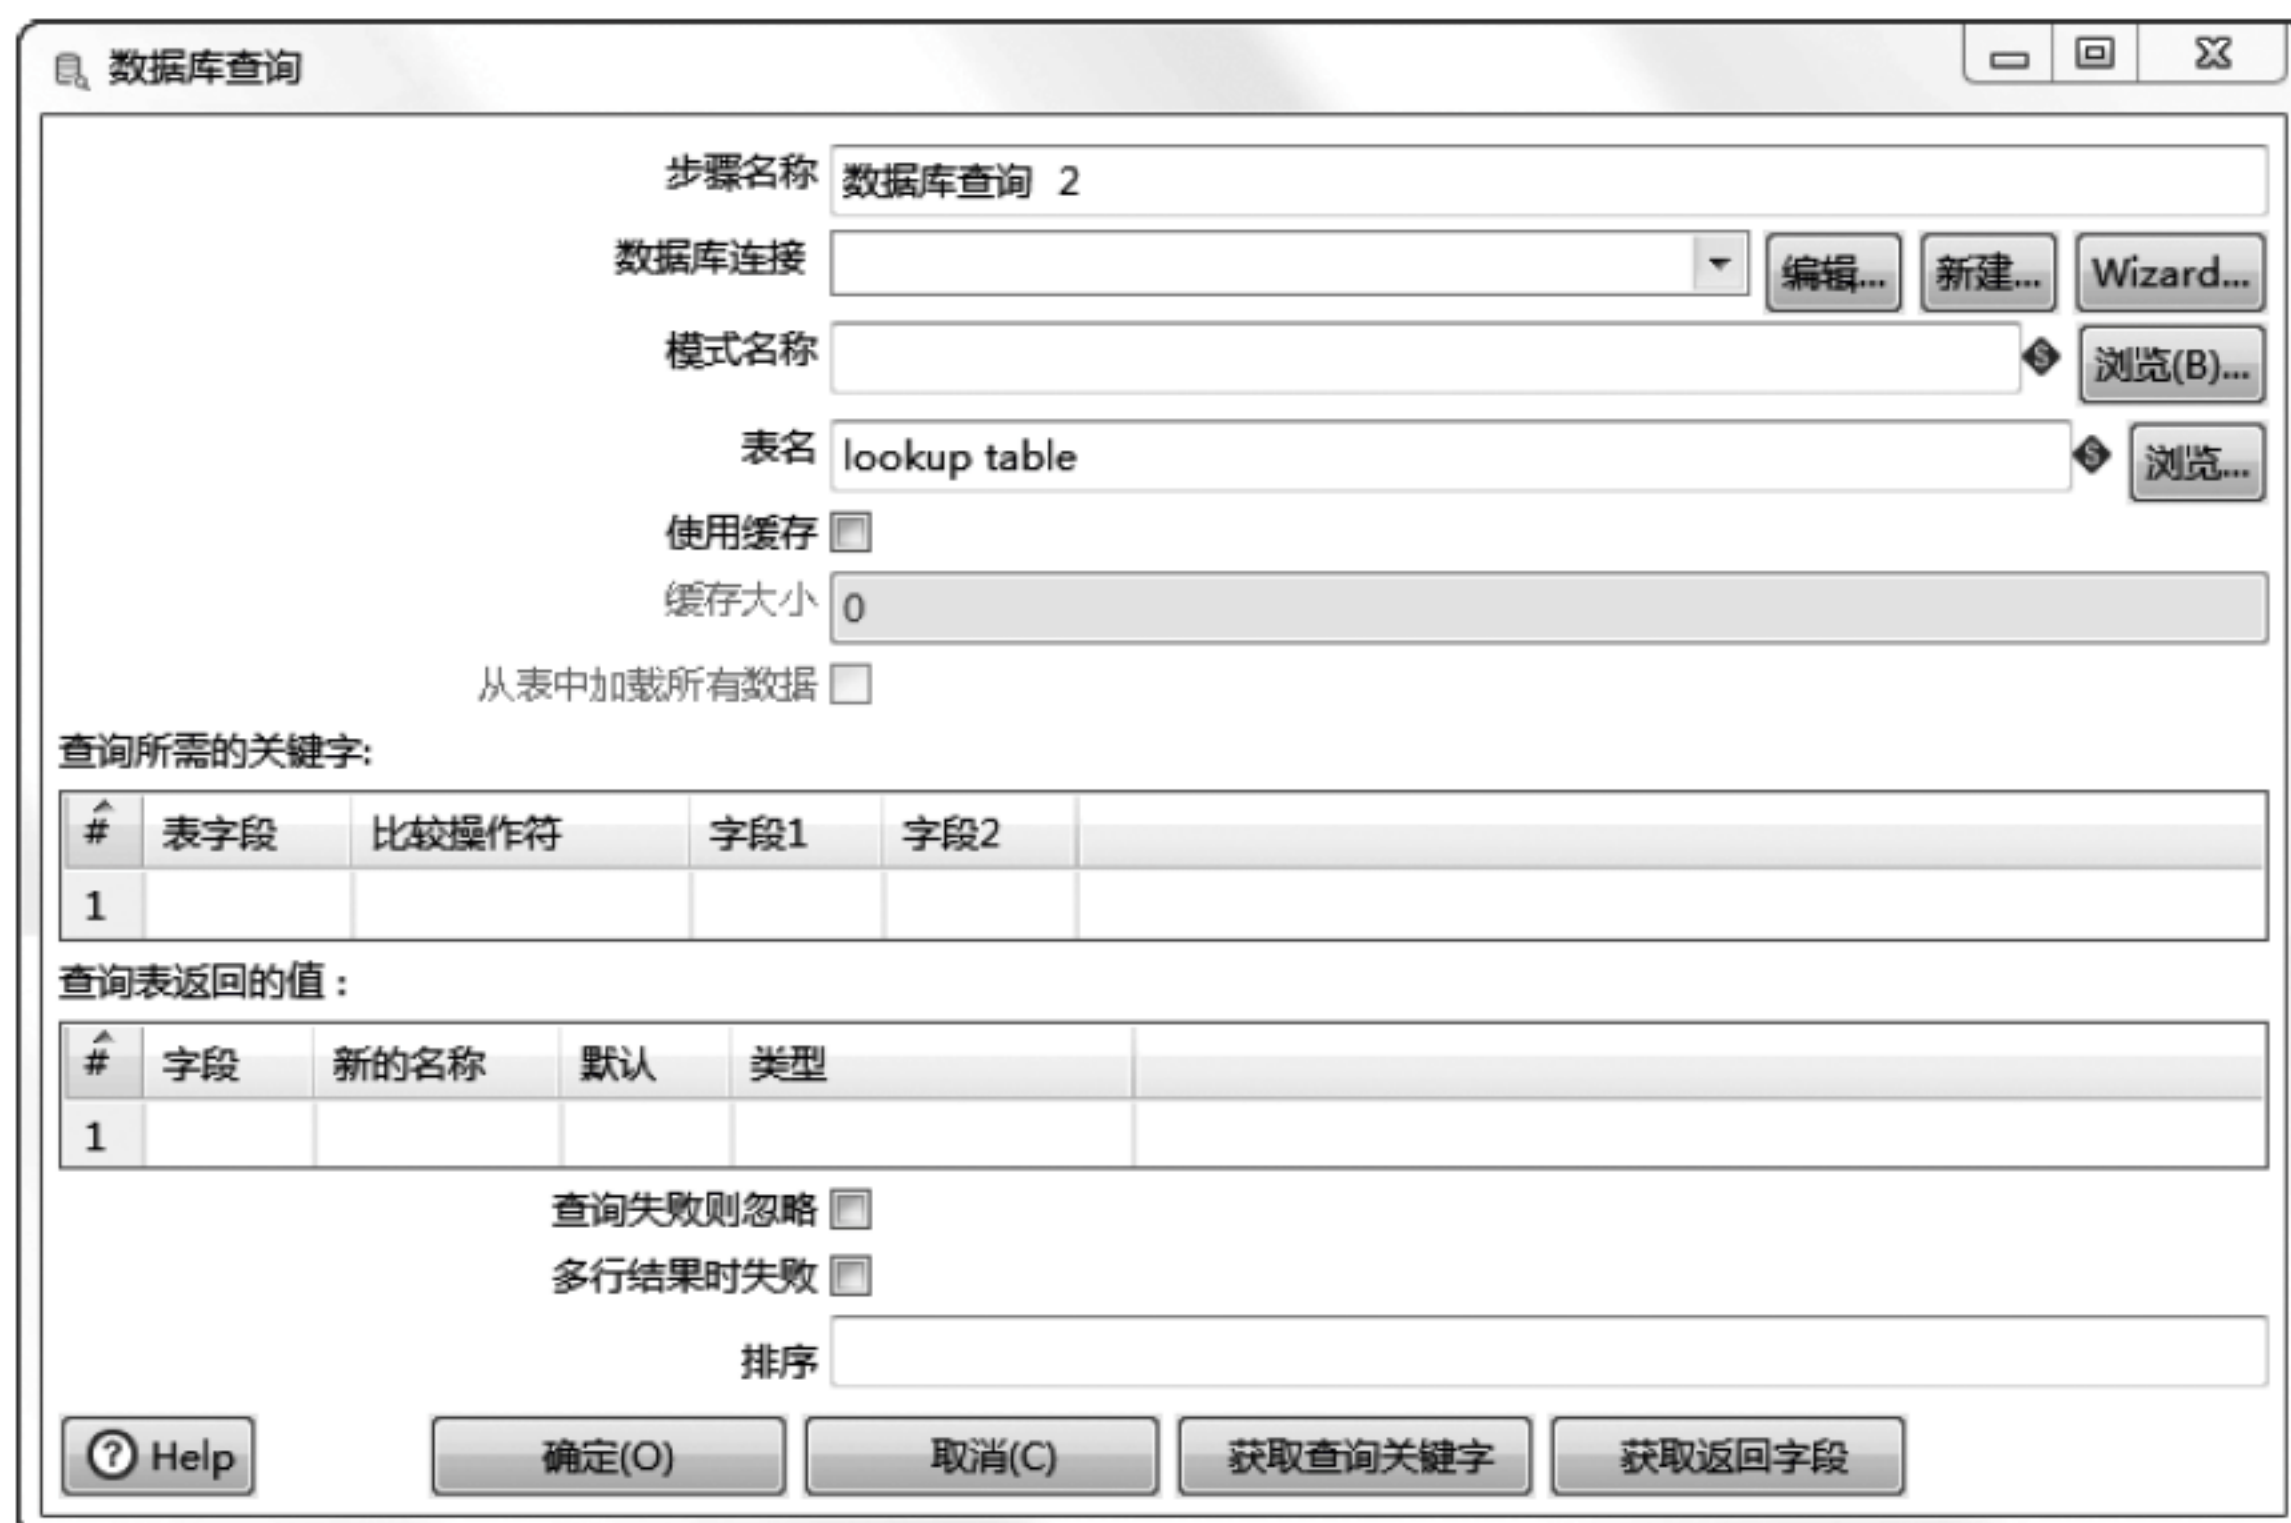 数据库查询
步骤名称 数据库查询 2
数据库连接 编辑... 新建... Wizard...
模式名称 浏览(B)...
表名 lookup table 浏览...
使用缓存
缓存大小 0
从表中加载所有数据
查询所需的关键字:
# 表字段 比较操作符 字段1 字段2
1
查询表返回的值：
# 字段 新的名称 默认 类型
1
查询失败则忽略
多行结果时失败
排序
Help 确定(O) 取消(C) 获取查询关键字 获取返回字段